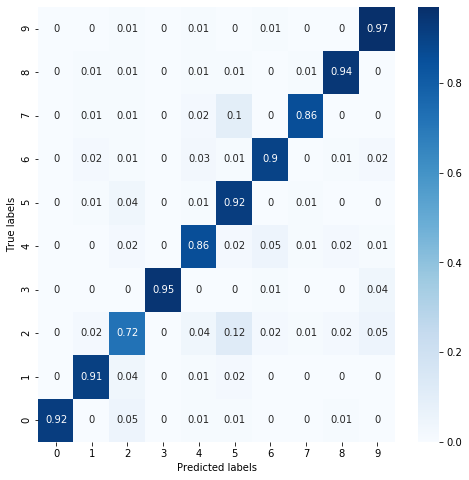 9 0 0 0.01 0 0.01 0 0.01 0 0 0.97
8 0 0.01 0.01 0 0.01 0.01 0 0.01 0.94 0
7 0 0.01 0.01 0 0.02 0.1 0 0.86 0 0
6 0 0.02 0.01 0 0.03 0.01 0.9 0 0.01 0.02
5 0 0.01 0.04 0 0.01 0.92 0 0 0 0
4 0 0 0.02 0 0.86 0.02 0.05 0.01 0.02 0.01
3 0 0 0 0.95 0 0 0.01 0 0 0.04
2 0 0.02 0.72 0 0.04 0.12 0.02 0.01 0.02 0.05
1 0 0.91 0.04 0 0.01 0.02 0 0 0 0
0 0.92 0 0.05 0 0.01 0.01 0 0 0.01 0
0 1 2 3 4 5 6 7 8 9
Predicted labels
True labels
0.8
0.6
0.4
0.2
0.0